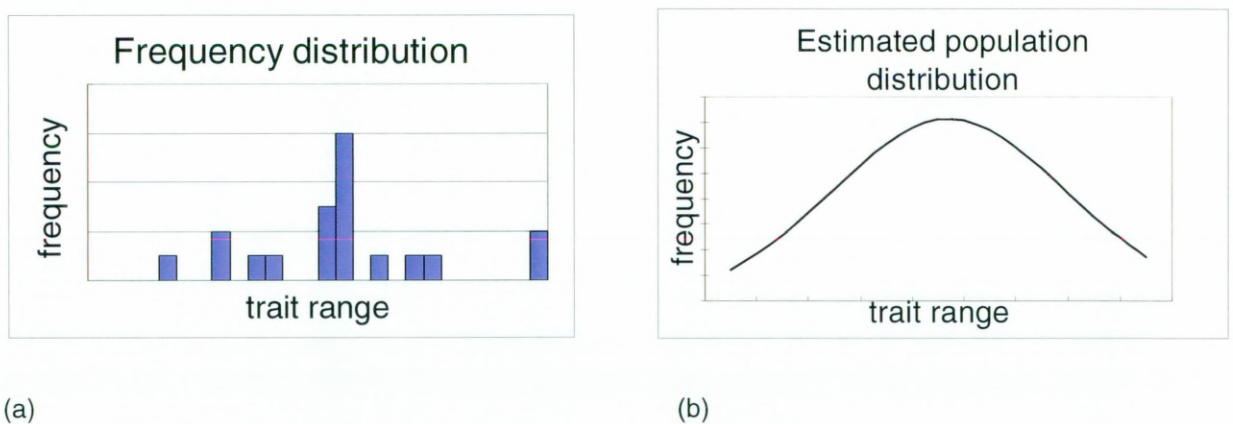 Frequency distribution
frequency
trait range
(a)
Estimated population
distribution
frequency
trait range
(b)